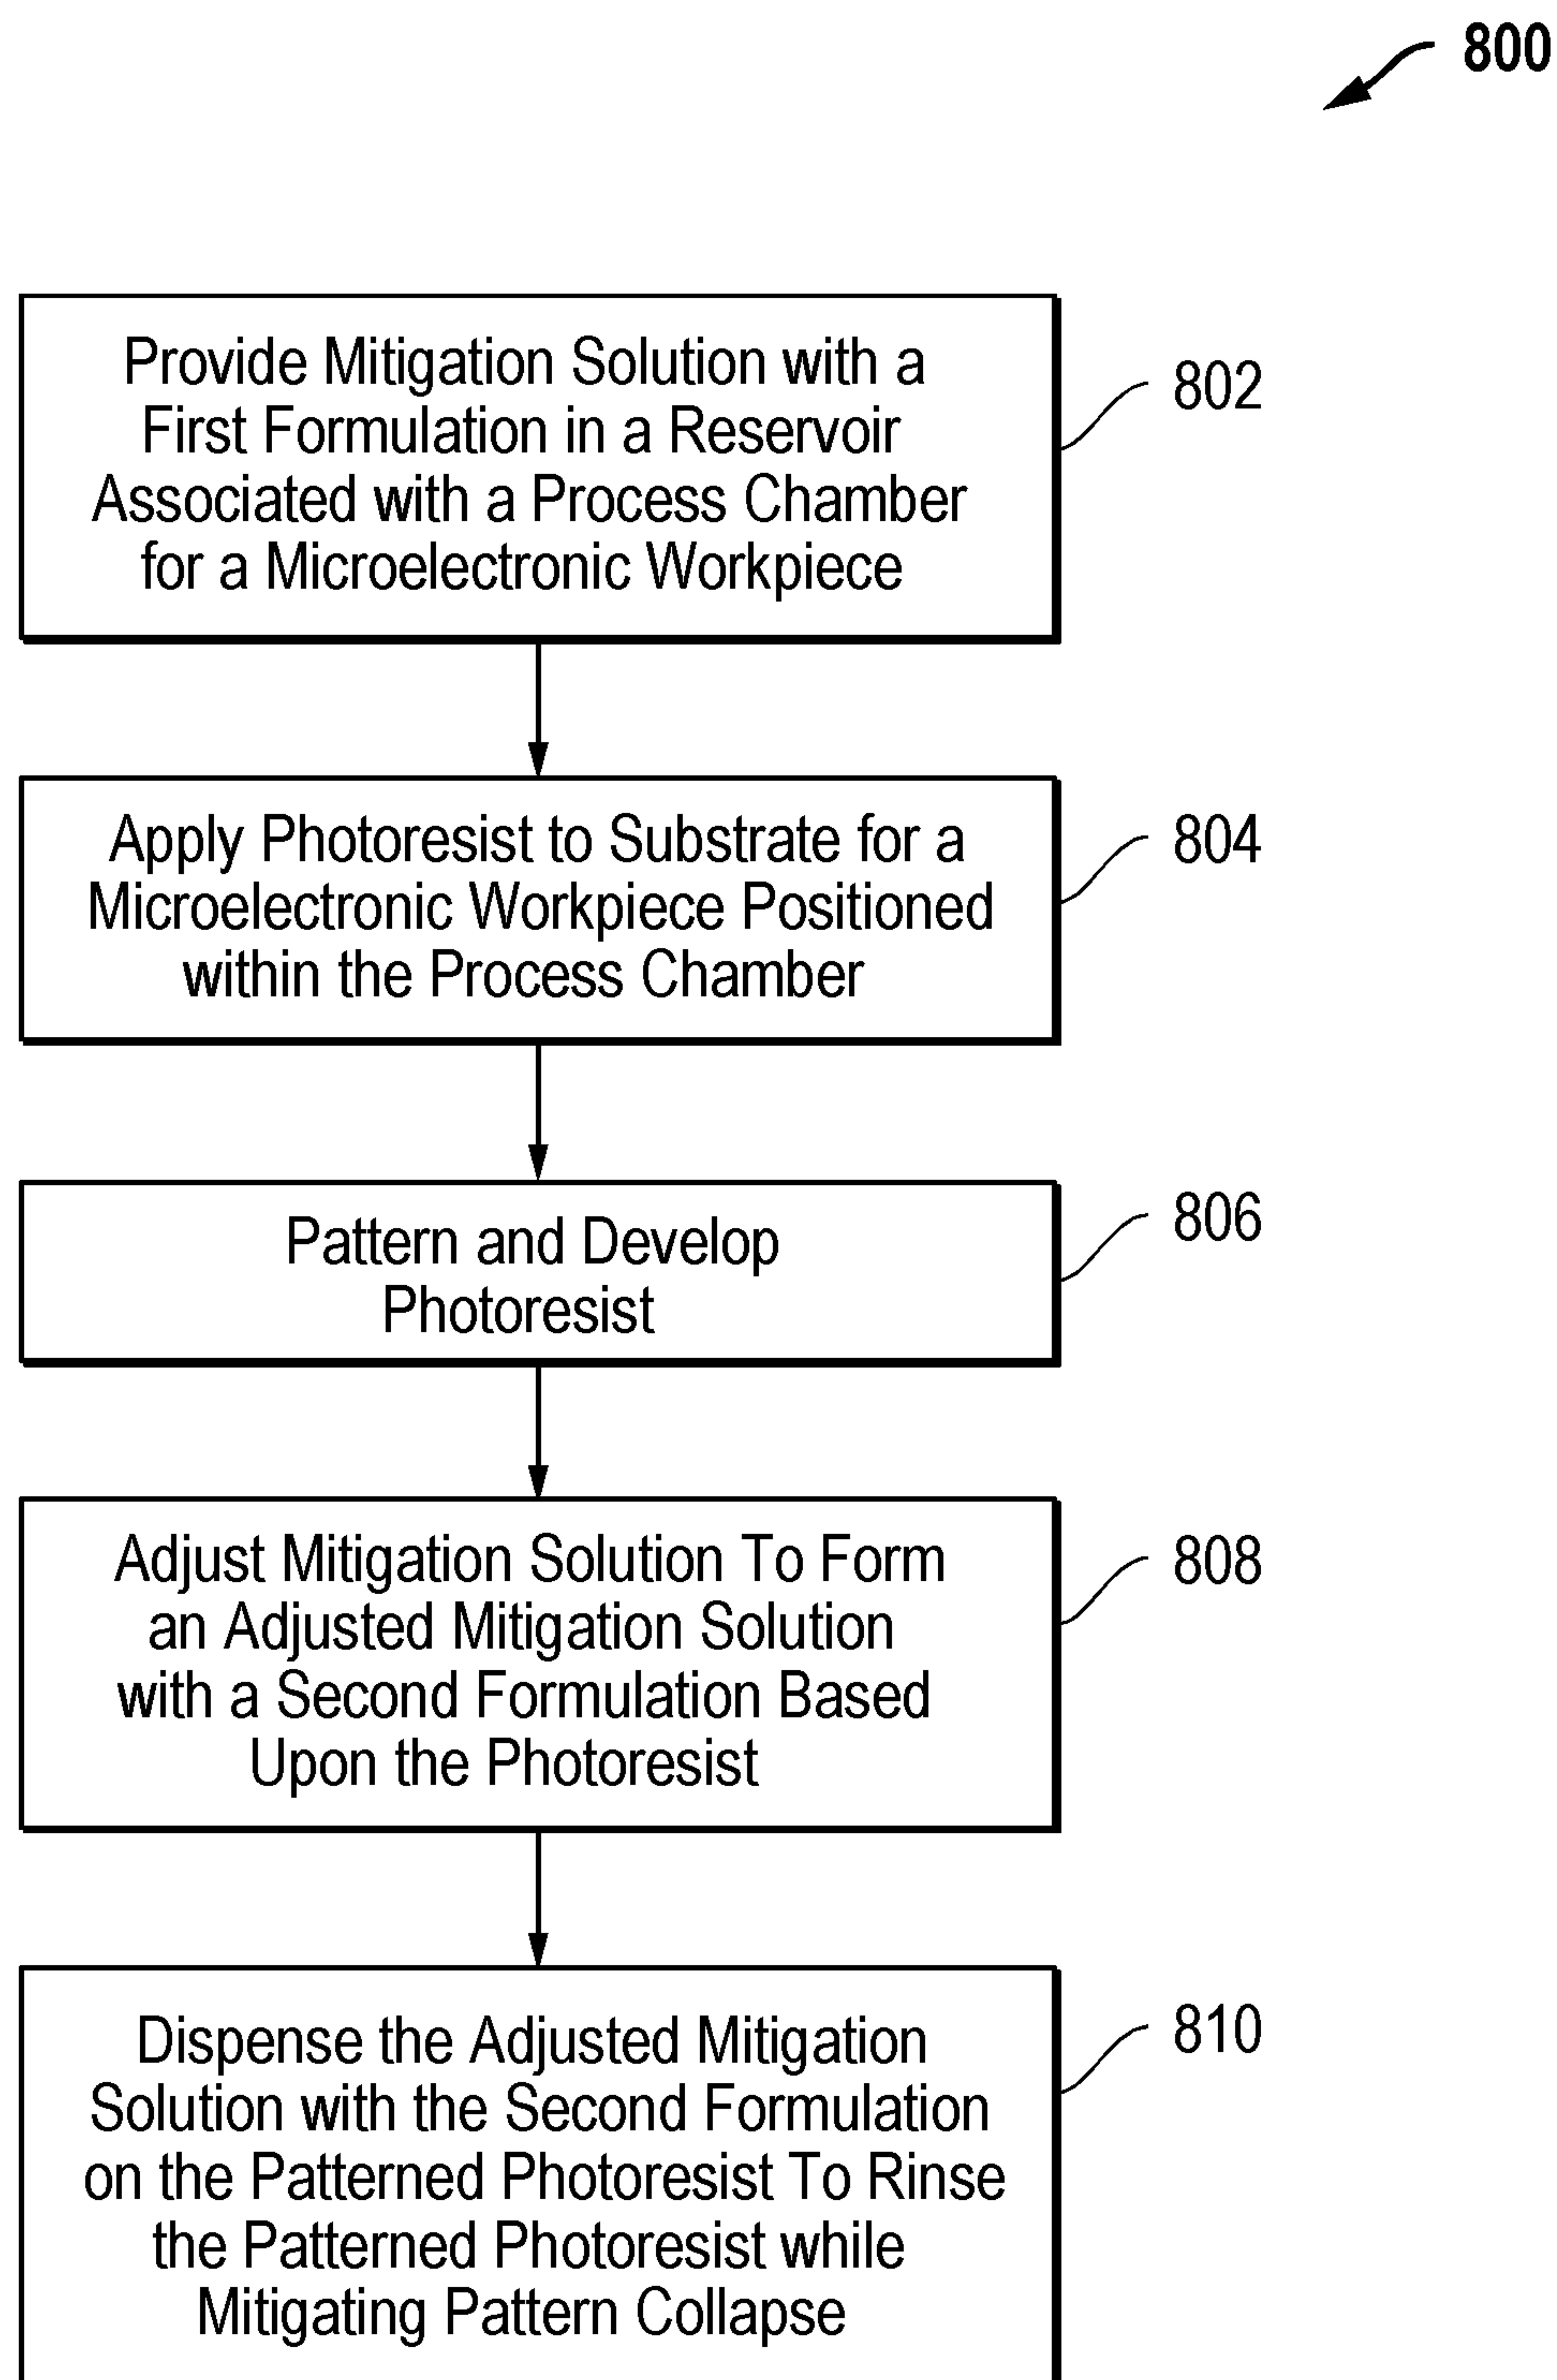 800
Provide Mitigation Solution with a
First Formulation in a Reservoir
Associated with a Process Chamber
for a Microelectronic Workpiece
802
Apply Photoresist to Substrate for a
Microelectronic Workpiece Positioned
within the Process Chamber
804
Pattern and Develop
Photoresist
806
Adjust Mitigation Solution To Form
an Adjusted Mitigation Solution
with a Second Formulation Based
Upon the Photoresist
808
Dispense the Adjusted Mitigation
Solution with the Second Formulation
on the Patterned Photoresist To Rinse
the Patterned Photoresist while
Mitigating Pattern Collapse
810